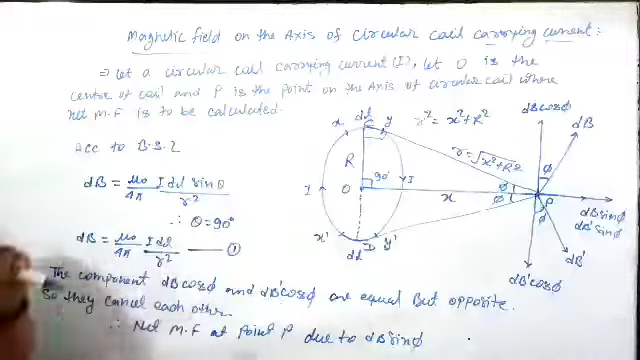 Magnetic field on the Axis of circular coil carrying current:
⇒ Let a circular coil carrying current (I), let O is the
center of coil and P is the point on the Axis of circular coil where
Net M.F is to be calculated.
Acc to B.S.L
dB = μ₀/4π I dl sinθ/r²
∴ θ = 90°
dB = μ₀/4π I dl/r² —— ①
The component dB cosϕ and dB' cosϕ are equal But opposite.
So they cancel each other.
∴ Net M.F at point P due to dB sinϕ
x
dl
C
y
r² = x² + R²
r = √x²+R²
R
90°
O
I
I
x
ϕ
ϕ
x'
dl
D
y'
dB cosϕ
dB
ϕ
P
dB sinϕ
dB' sinϕ
ϕ
dB'
dB' cosϕ